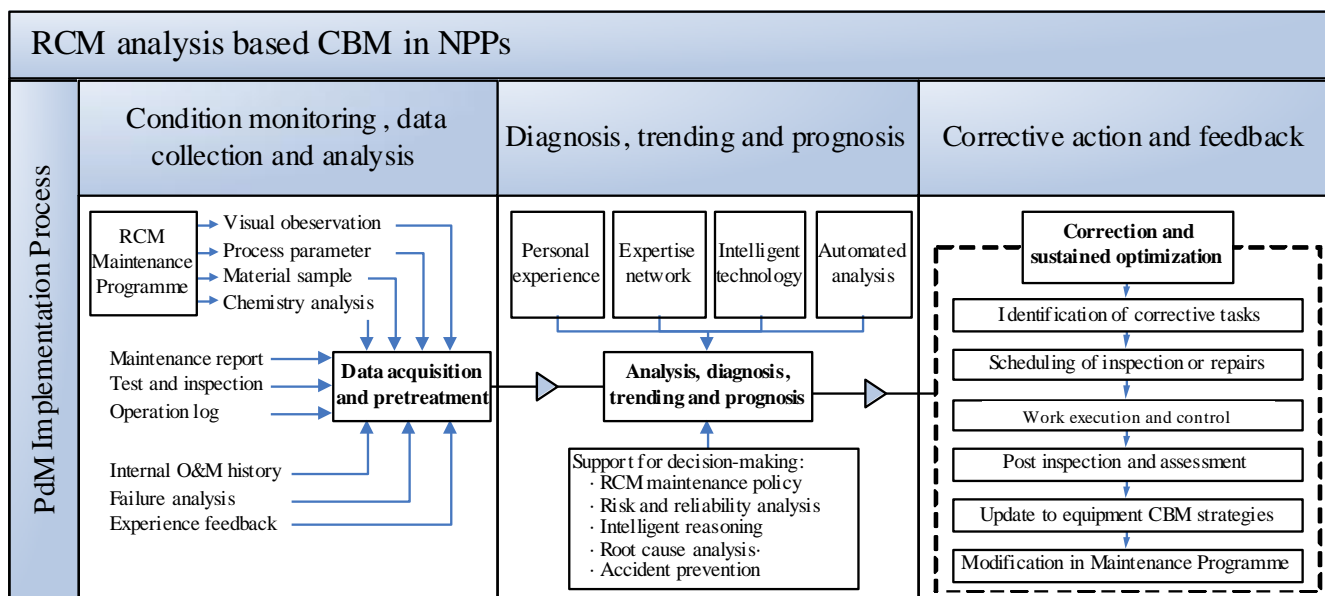 RCM analysis based CBM in NPPs
PdM Implementation Process
Condition monitoring , data
collection and analysis
Diagnosis, trending and prognosis
Corrective action and feedback
RCM
Maintenance
Programme
Visual obeservation
Process parameter
Material sample
Chemistry analysis
Maintenance report
Test and inspection
Operation log
Data acquisition
and pretreatment
Internal O&M history
Failure analysis
Experience feedback
Personal
experience
Expertise
network
Intelligent
technology
Automated
analysis
Analysis, diagnosis,
trending and prognosis
Support for decision-making:
· RCM maintenance policy
· Risk and reliability analysis
· Intelligent reasoning
· Root cause analysis·
· Accident prevention
Correction and
sustained optimization
Identification of corrective tasks
Scheduling of inspection or repairs
Work execution and control
Post inspection and assessment
Update to equipment CBM strategies
Modification in Maintenance Programme